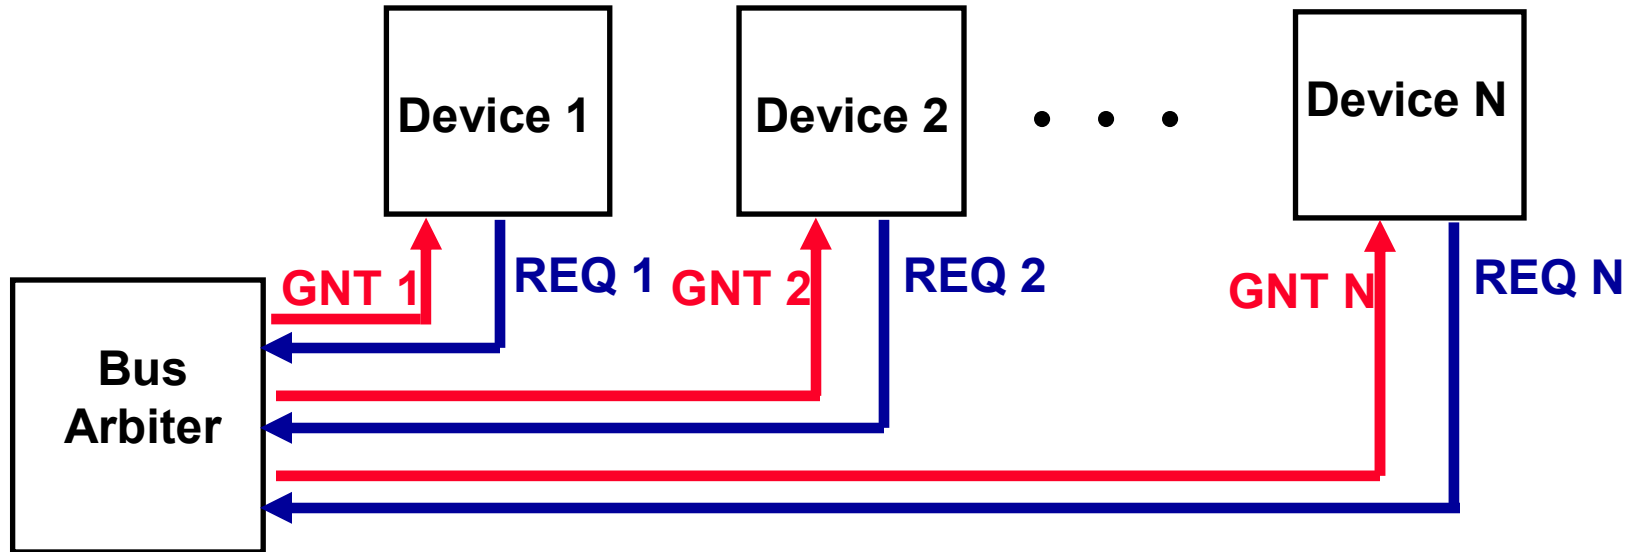 Device 1
Device 2
Device N
GNT 1
REQ 1
GNT 2
REQ 2
GNT N
REQ N
Bus
Arbiter